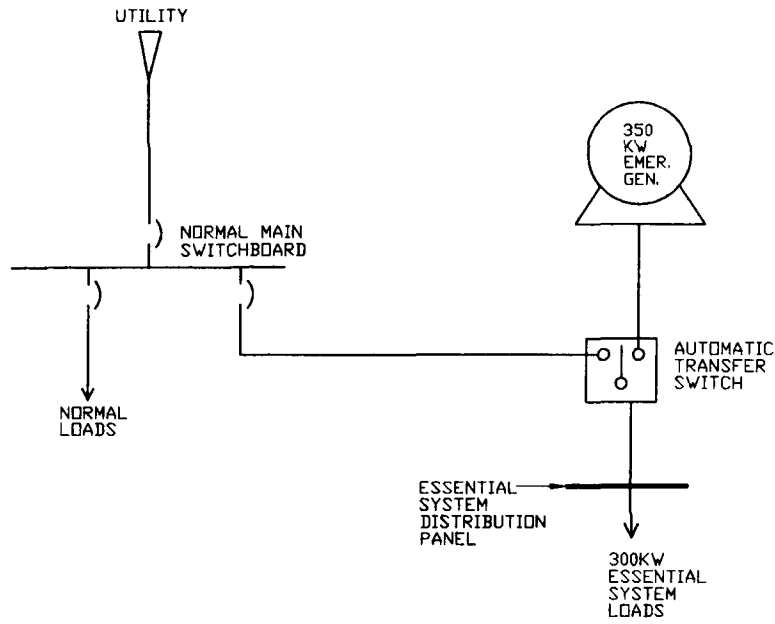 UTILITY
350
KW
EMER.
GEN.
NORMAL MAIN
SWITCHBOARD
AUTOMATIC
TRANSFER
SWITCH
NORMAL
LOADS
ESSENTIAL
SYSTEM
DISTRIBUTION
PANEL
300KW
ESSENTIAL
SYSTEM
LOADS